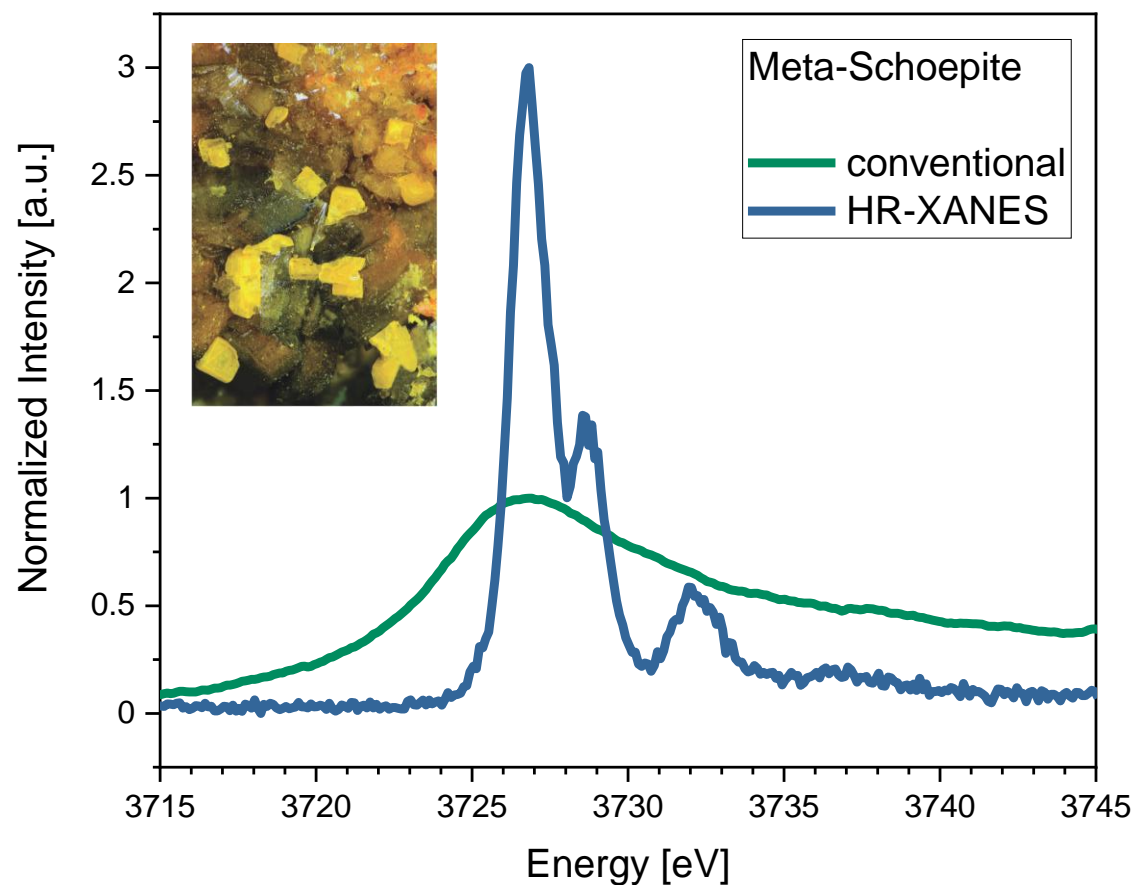 Meta-Schoepite
conventional
HR-XANES
Normalized Intensity [a.u.]
3
2.5
2
1.5
1
0.5
0
3715 3720 3725 3730 3735 3740 3745
Energy [eV]